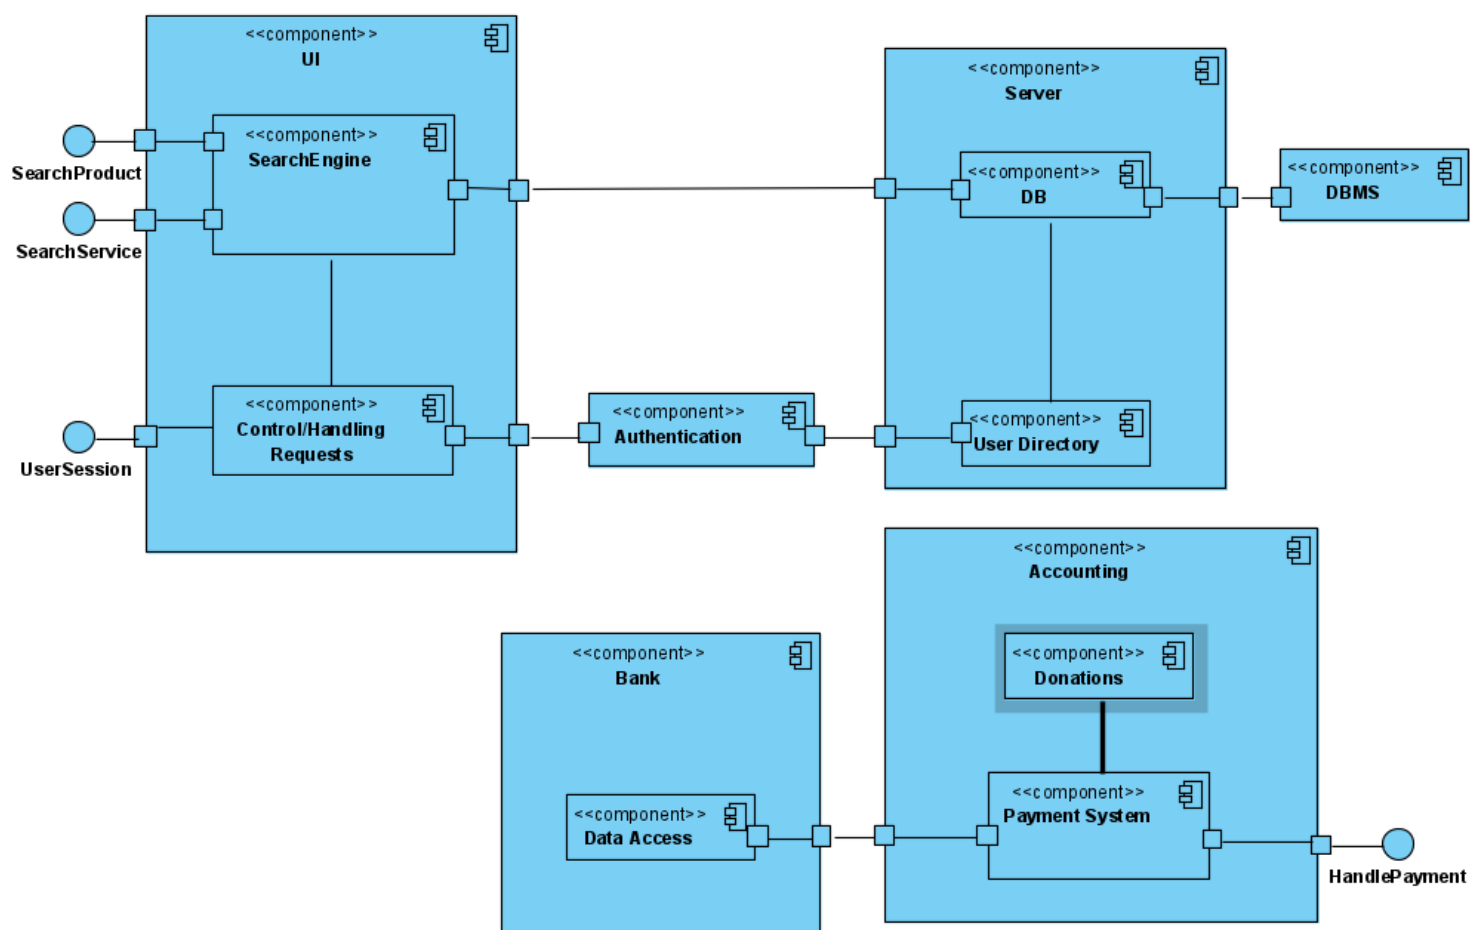 <<component>>
UI
<<component>>
SearchEngine
SearchProduct
SearchService
<<component>>
Control/Handling
Requests
UserSession
<<component>>
Authentication
<<component>>
Server
<<component>>
DB
<<component>>
DBMS
<<component>>
User Directory
<<component>>
Accounting
<<component>>
Donations
<<component>>
Payment System
HandlePayment
<<component>>
Bank
<<component>>
Data Access